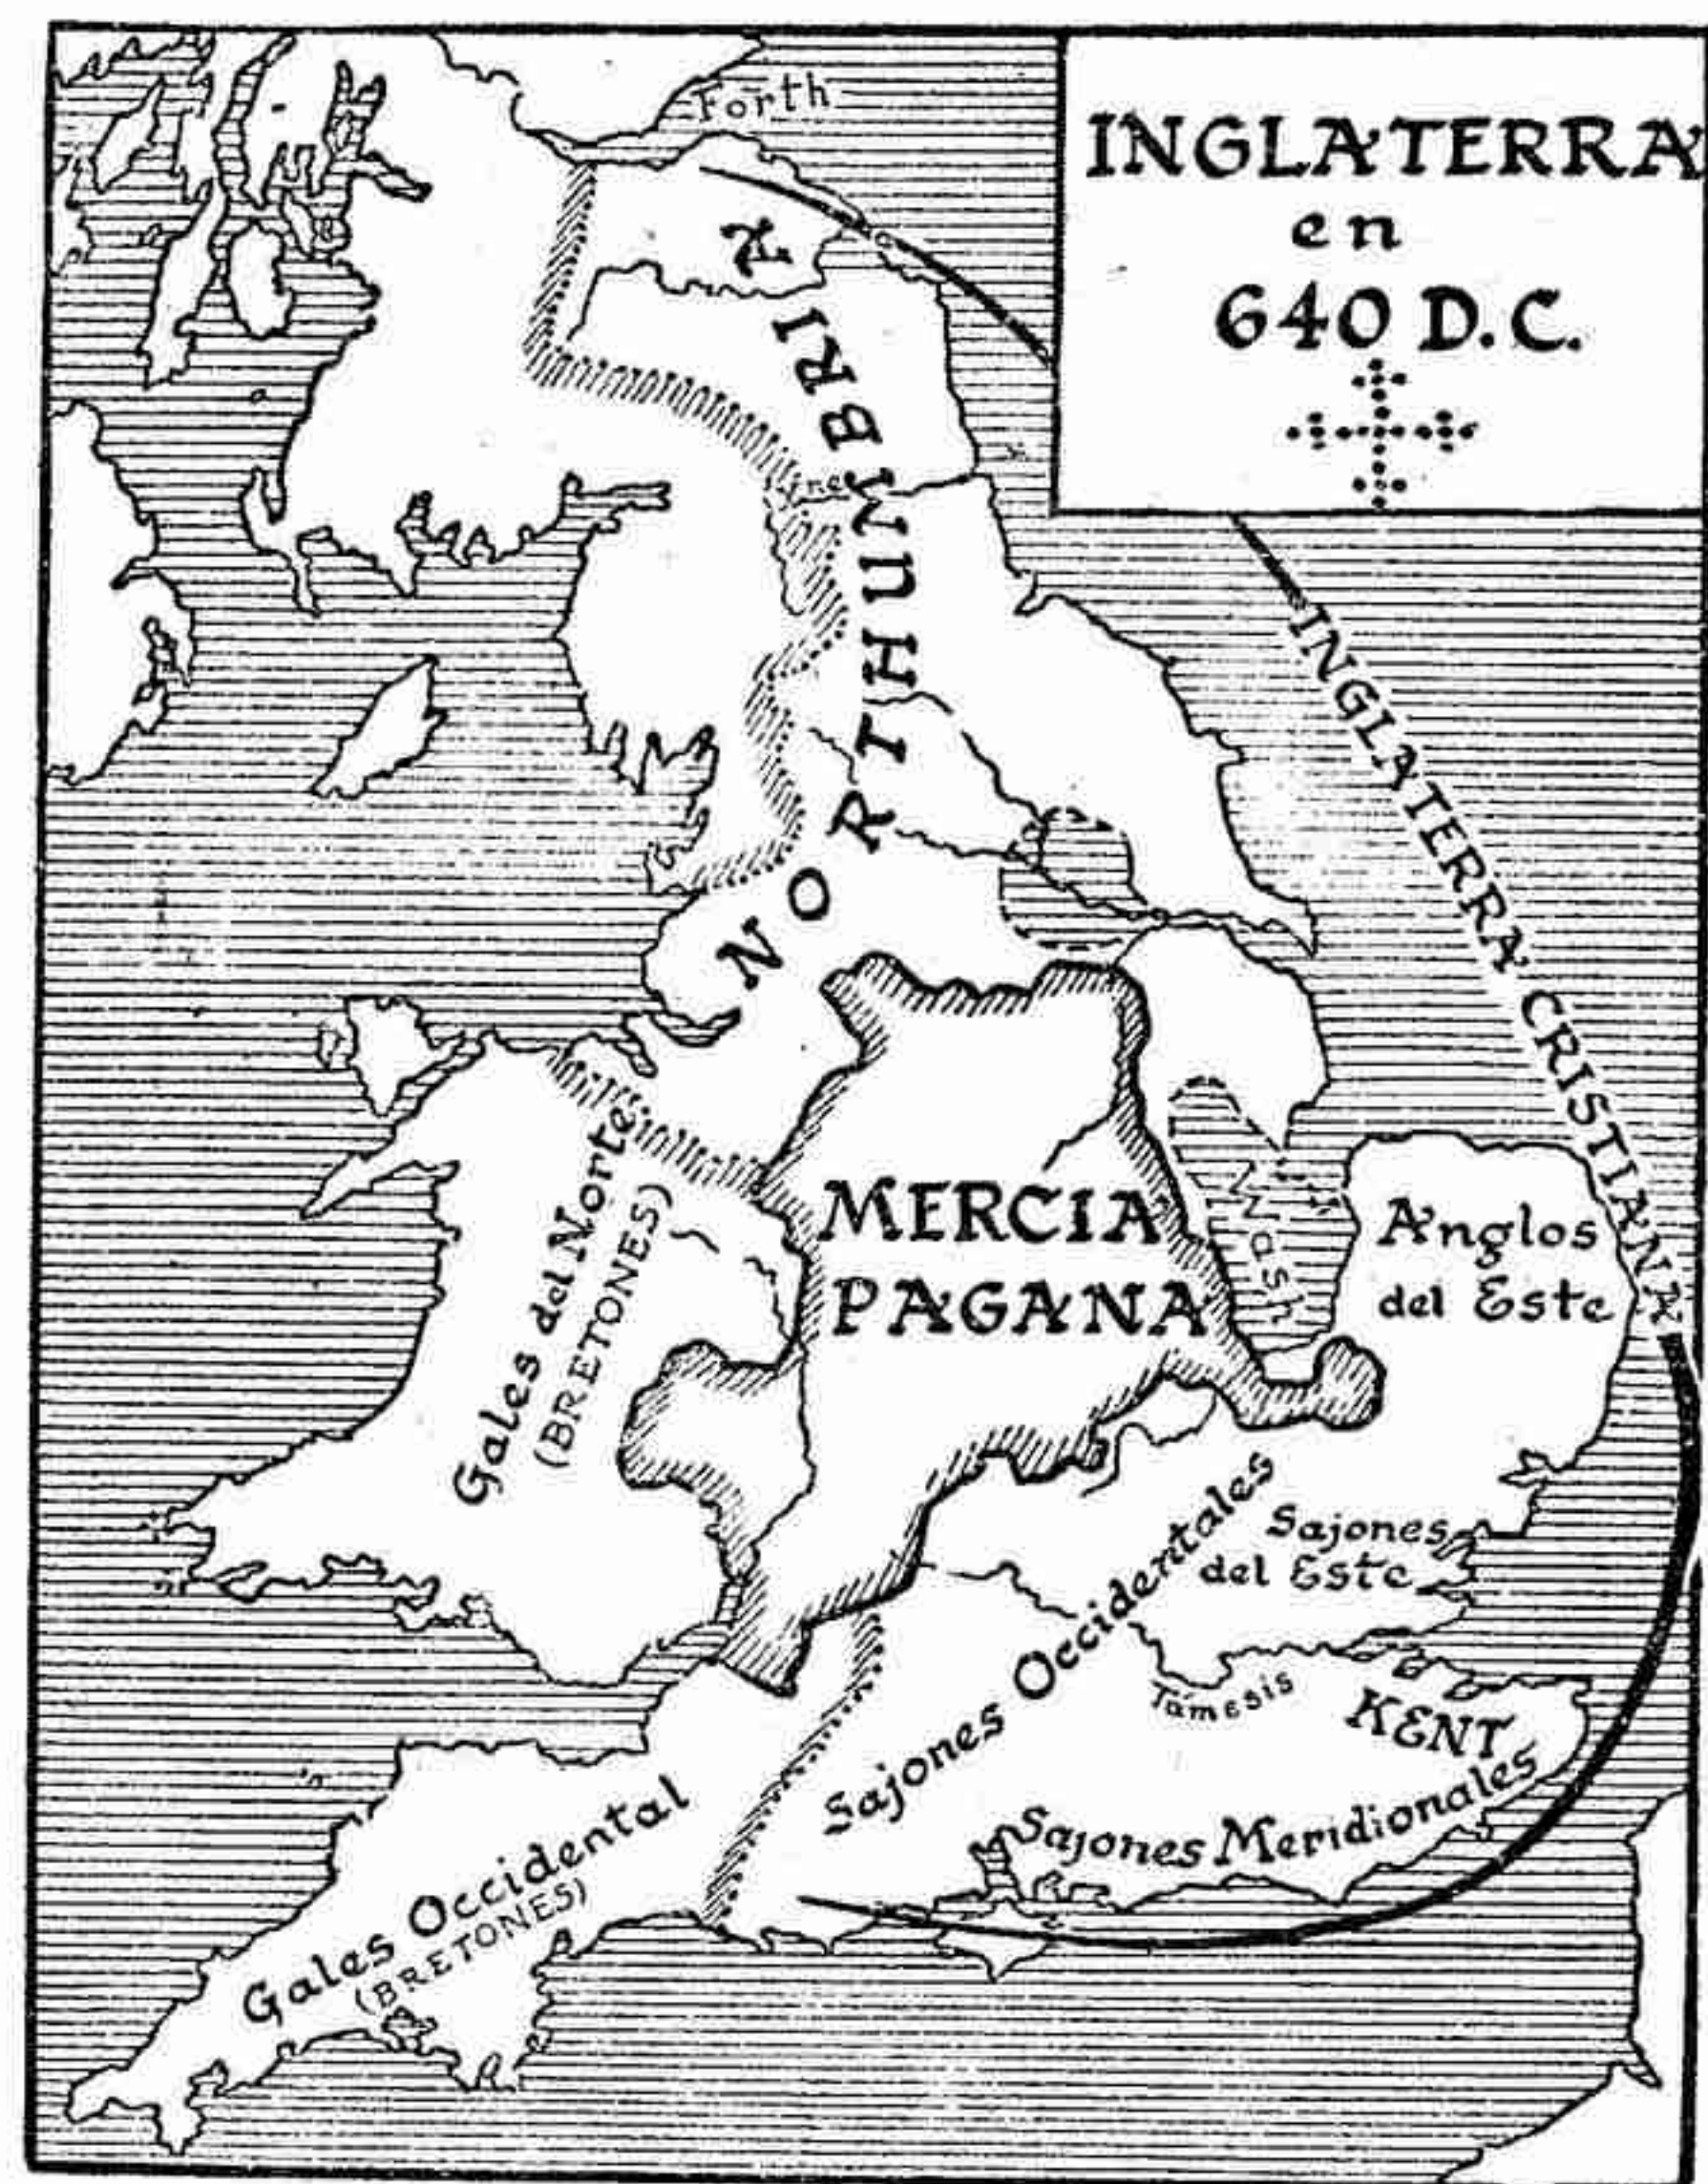 INGLATERRA
en
640 D.C.
Forth
NORTHUMBRIA
INGLATERRA CRISTIANA
MERCIA
PAGANA
Wash
Anglos
del Este
Gales del Norte
(BRETONES)
Sajones Occidentales
Sajones
del Este
Támesis
KENT
Sajones Meridionales
Gales Occidental
(BRETONES)